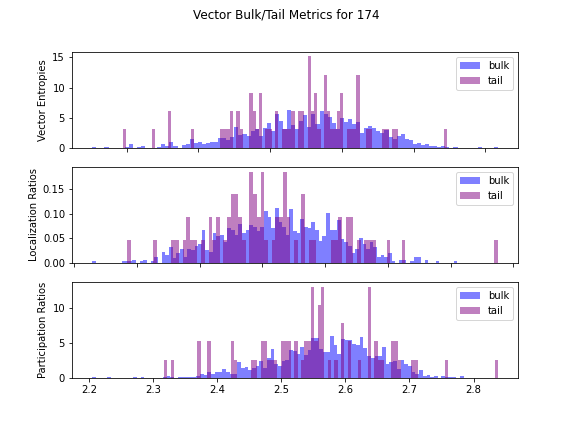 Vector Bulk/Tail Metrics for 174
Vector Entropies
15
10
5
0
bulk
tail
Localization Ratios
0.15
0.10
0.05
0.00
bulk
tail
Participation Ratios
10
5
0
bulk
tail
2.2 2.3 2.4 2.5 2.6 2.7 2.8